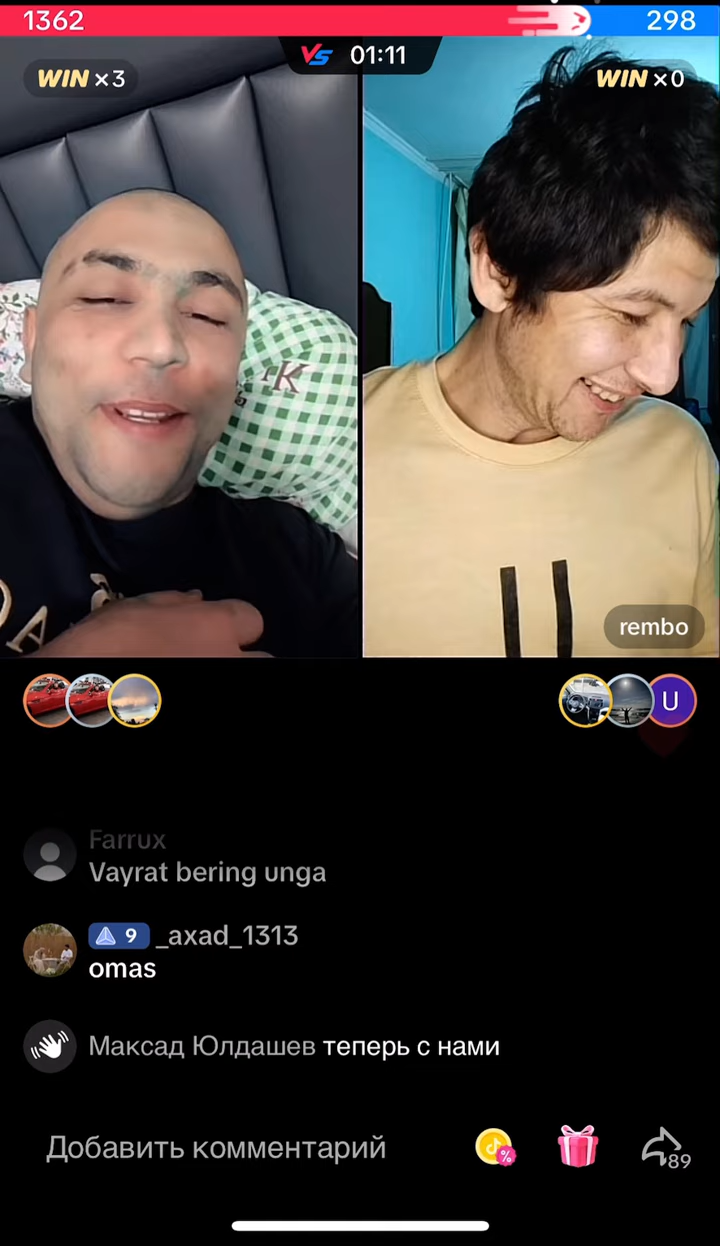 1362
298
VS 01:11
WIN ×3
WIN ×0
K
DA
rembo
U
Farrux
Vayrat bering unga
9 _axad_1313
omas
Максад Юлдашев теперь с нами
Добавить комментарий
%
89